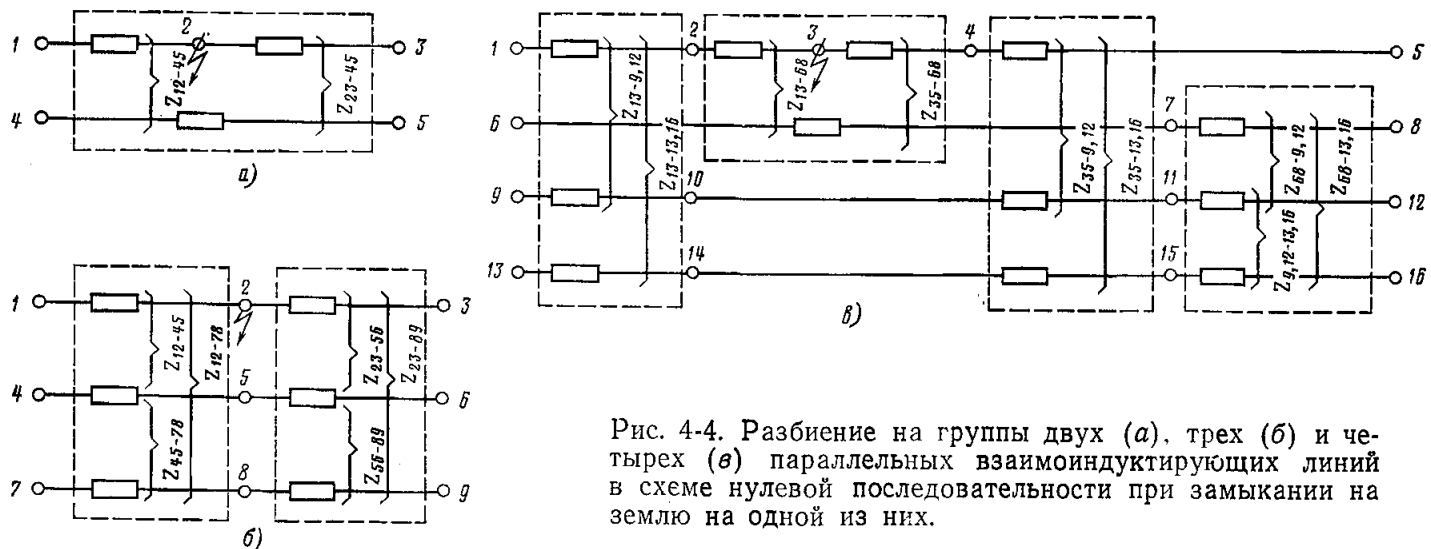 1
2
3
4
5
Z12-45
Z23-45
а)
1
2
3
4
5
6
7
8
9
Z12-45
Z12-78
Z45-78
Z23-56
Z23-89
Z56-89
б)
1
2
3
4
5
6
7
8
9
10
11
12
13
14
15
16
Z13-9,12
Z13-13,16
Z13-68
Z35-68
Z35-9,12
Z35-13,16
Z68-9,12
Z68-13,16
Z9,12-13,16
в)
Рис. 4-4. Разбиение на группы двух (а), трех (б) и че-
тырех (в) параллельных взаимоиндуктирующих линий
в схеме нулевой последовательности при замыкании на
землю на одной из них.